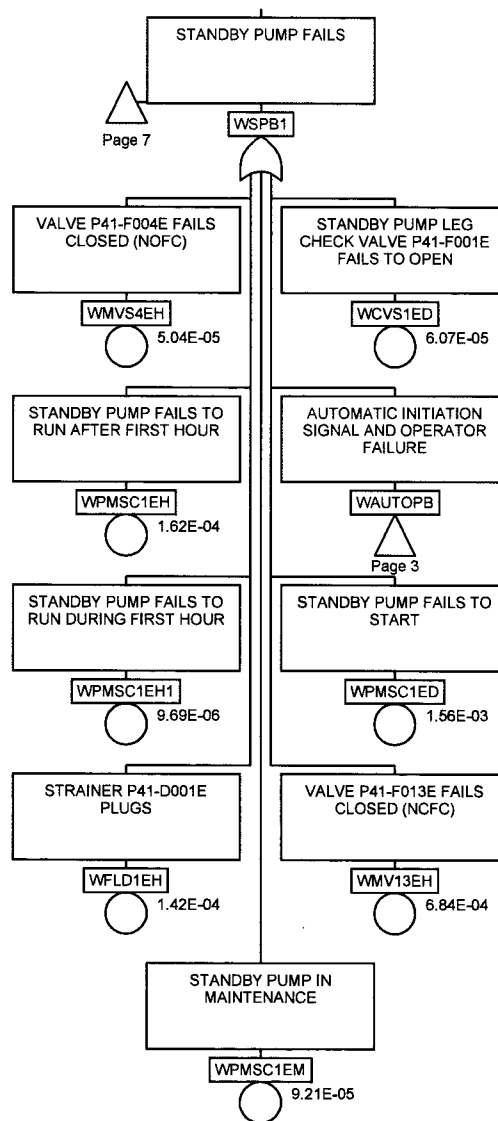 STANDBY PUMP FAILS
Page 7
WSPB1
VALVE P41-F004E FAILS
CLOSED (NOFC)
WMVS4EH
5.04E-05
STANDBY PUMP LEG
CHECK VALVE P41-F001E
FAILS TO OPEN
WCVS1ED
6.07E-05
STANDBY PUMP FAILS TO
RUN AFTER FIRST HOUR
WPMSC1EH
1.62E-04
AUTOMATIC INITIATION
SIGNAL AND OPERATOR
FAILURE
WAUTOPB
Page 3
STANDBY PUMP FAILS TO
RUN DURING FIRST HOUR
WPMSC1EH1
9.69E-06
STANDBY PUMP FAILS TO
START
WPMSC1ED
1.56E-03
STRAINER P41-D001E
PLUGS
WFLD1EH
1.42E-04
VALVE P41-F013E FAILS
CLOSED (NCFC)
WMV13EH
6.84E-04
STANDBY PUMP IN
MAINTENANCE
WPMSC1EM
9.21E-05